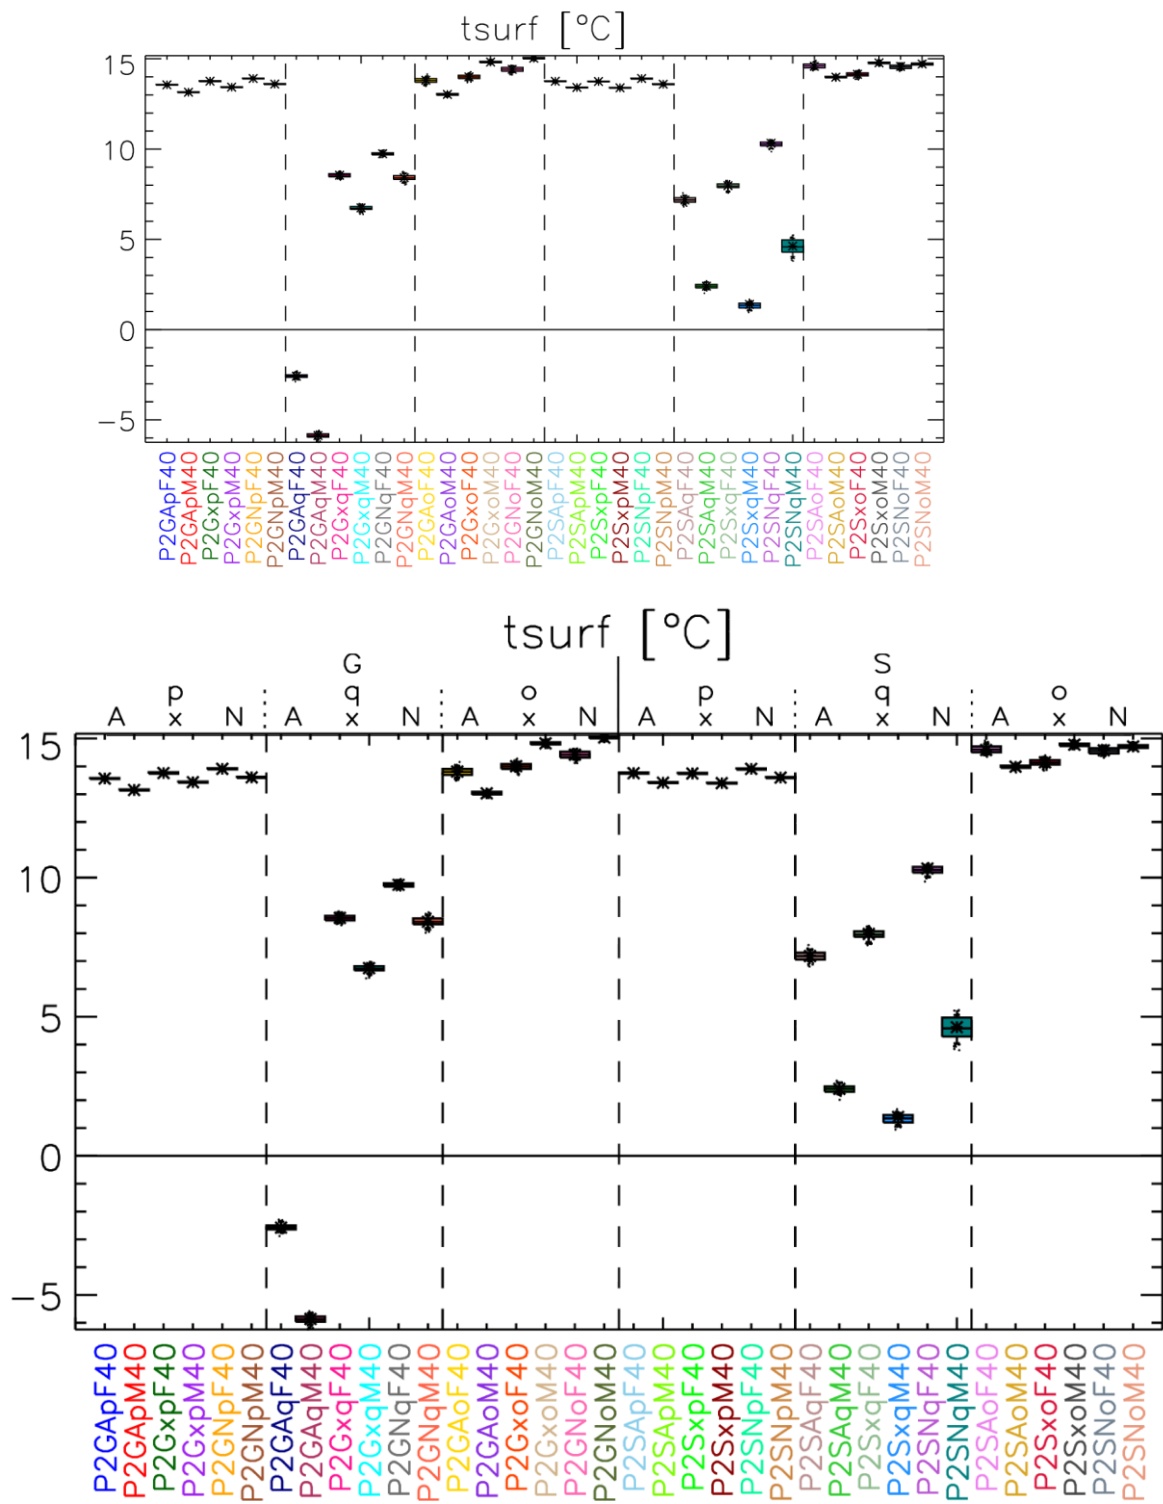 tsurf [°C]
15
10
5
0
−5
P2GApF40
P2GApM40
P2GxpF40
P2GxpM40
P2GNpF40
P2GNpM40
P2GAqF40
P2GAqM40
P2GxqF40
P2GxqM40
P2GNqF40
P2GNqM40
P2GAoF40
P2GAoM40
P2GxoF40
P2GxoM40
P2GNoF40
P2GNoM40
P2SApF40
P2SApM40
P2SxpF40
P2SxpM40
P2SNpF40
P2SNpM40
P2SAqF40
P2SAqM40
P2SxqF40
P2SxqM40
P2SNqF40
P2SNqM40
P2SAoF40
P2SAoM40
P2SxoF40
P2SxoM40
P2SNoF40
P2SNoM40
tsurf [°C]
G S
p q o p q o
A x N A x N A x N A x N A x N A x N
15
10
5
0
−5
P2GApF40
P2GApM40
P2GxpF40
P2GxpM40
P2GNpF40
P2GNpM40
P2GAqF40
P2GAqM40
P2GxqF40
P2GxqM40
P2GNqF40
P2GNqM40
P2GAoF40
P2GAoM40
P2GxoF40
P2GxoM40
P2GNoF40
P2GNoM40
P2SApF40
P2SApM40
P2SxpF40
P2SxpM40
P2SNpF40
P2SNpM40
P2SAqF40
P2SAqM40
P2SxqF40
P2SxqM40
P2SNqF40
P2SNqM40
P2SAoF40
P2SAoM40
P2SxoF40
P2SxoM40
P2SNoF40
P2SNoM40